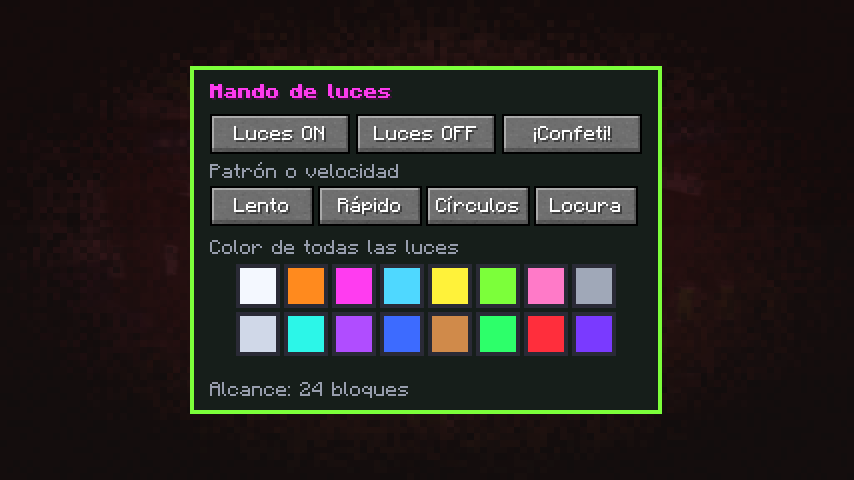 Mando de luces
Luces ON Luces OFF ¡Confeti!
Patrón o velocidad
Lento Rápido Círculos Locura
Color de todas las luces
Alcance: 24 bloques